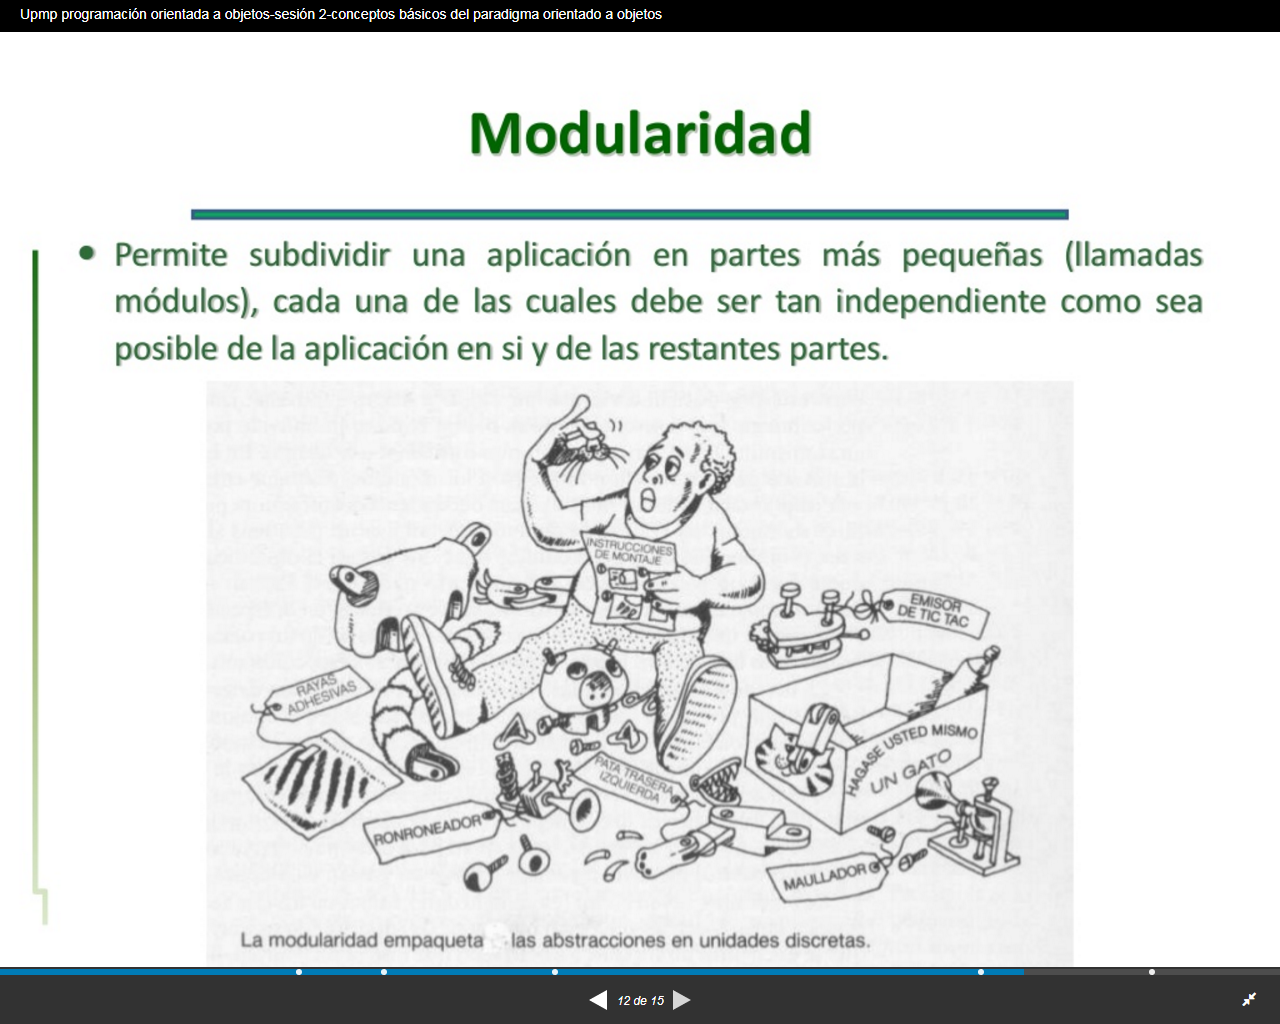 Upmp programación orientada a objetos-sesión 2-conceptos básicos del paradigma orientado a objetos
Modularidad
• Permite subdividir una aplicación en partes más pequeñas (llamadas
módulos), cada una de las cuales debe ser tan independiente como sea
posible de la aplicación en si y de las restantes partes.
INSTRUCCIONES
DE MONTAJE
EMISOR
DE TIC TAC
RAYAS
ADHESIVAS
HAGASE USTED MISMO
UN GATO
PATA TRASERA
IZQUIERDA
RONRONEADOR
MAULLADOR
La modularidad empaqueta las abstracciones en unidades discretas.
12 de 15